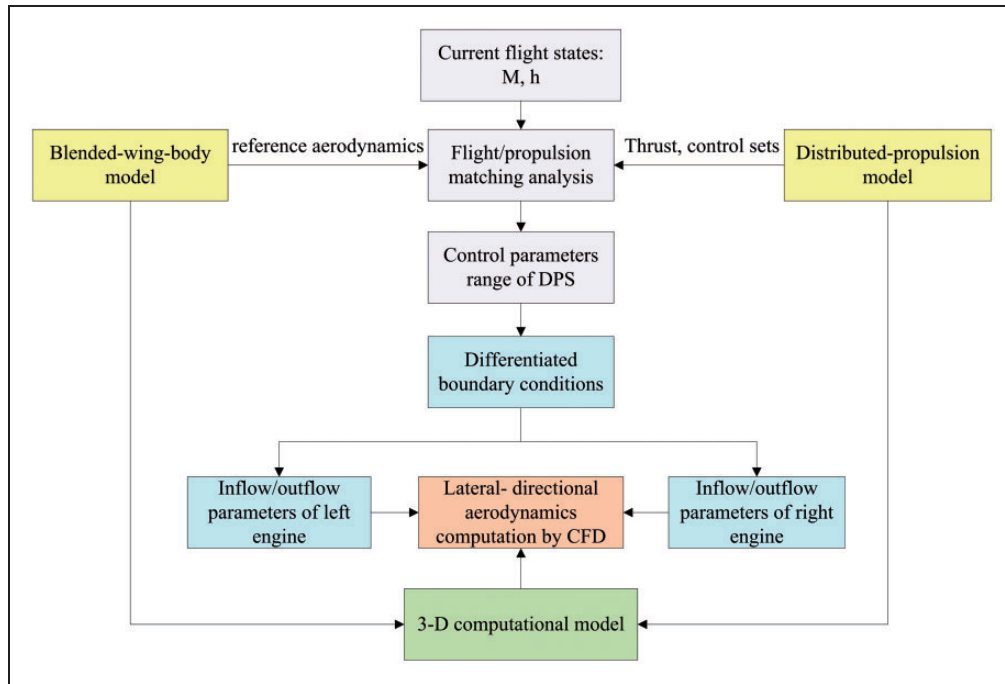 Current flight states:
M, h
Blended-wing-body
model
reference aerodynamics
Flight/propulsion
matching analysis
Thrust, control sets
Distributed-propulsion
model
Control parameters
range of DPS
Differentiated
boundary conditions
Inflow/outflow
parameters of left
engine
Lateral- directional
aerodynamics
computation by CFD
Inflow/outflow
parameters of right
engine
3-D computational model